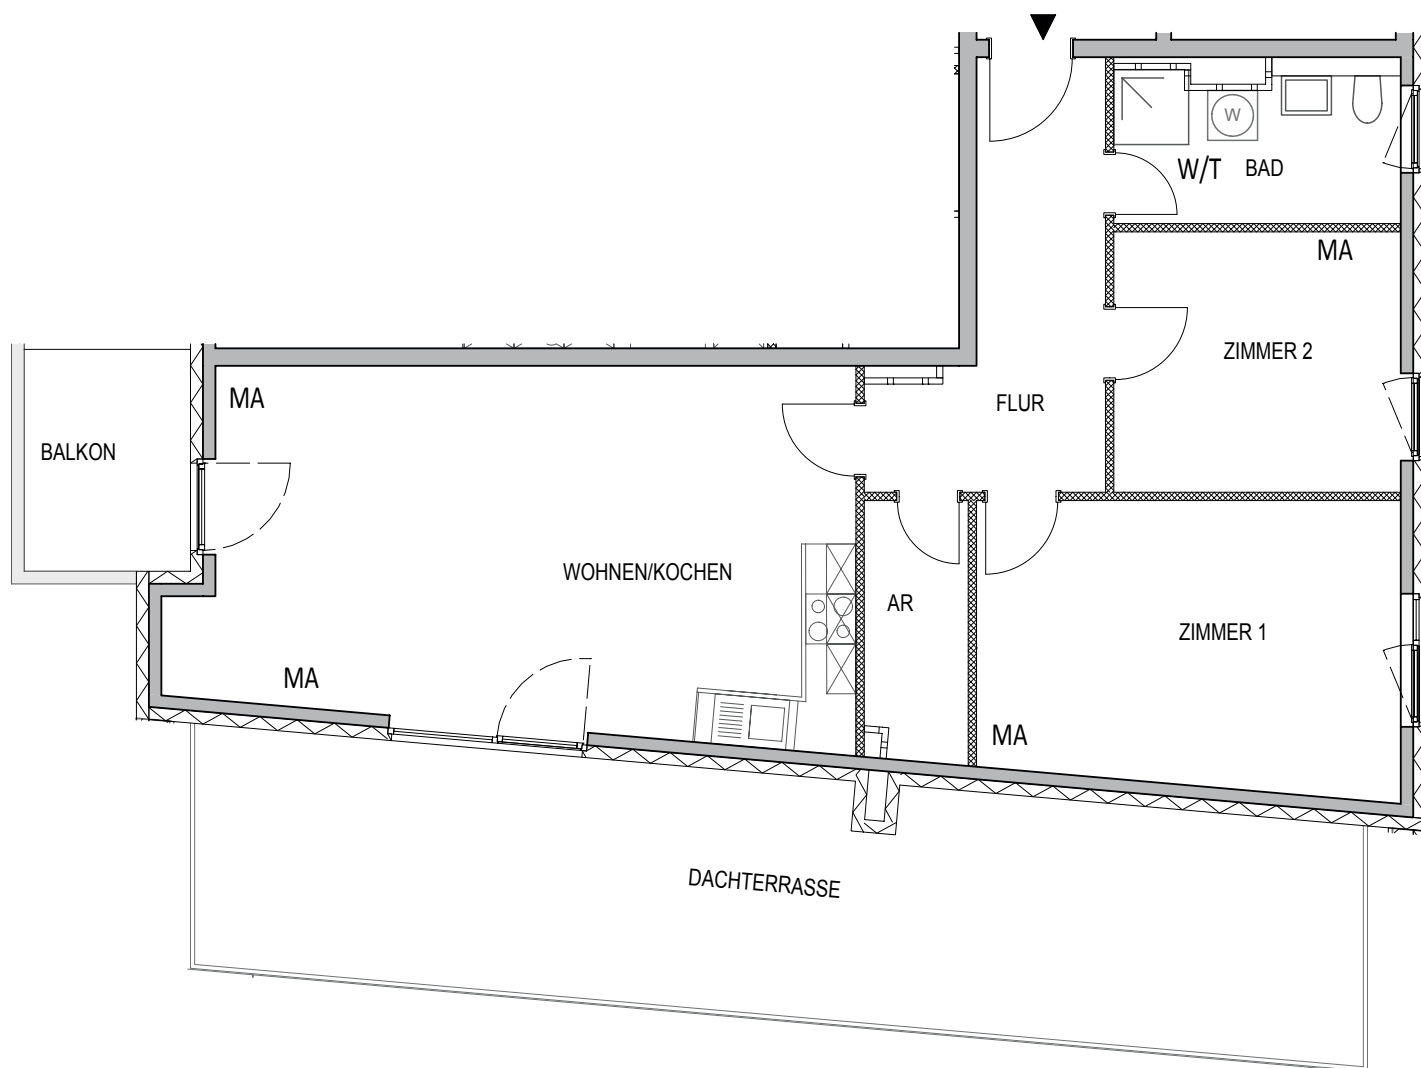 W
W/T BAD
MA
ZIMMER 2
MA
FLUR
BALKON
WOHNEN/KOCHEN
AR
ZIMMER 1
MA
MA
DACHTERRASSE